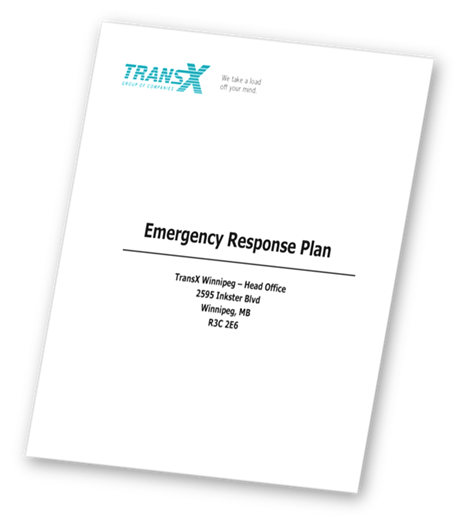 TRANSX
GROUP OF COMPANIES
We take a load
off your mind.
Emergency Response Plan
TransX Winnipeg – Head Office
2595 Inkster Blvd
Winnipeg, MB
R3C 2E6